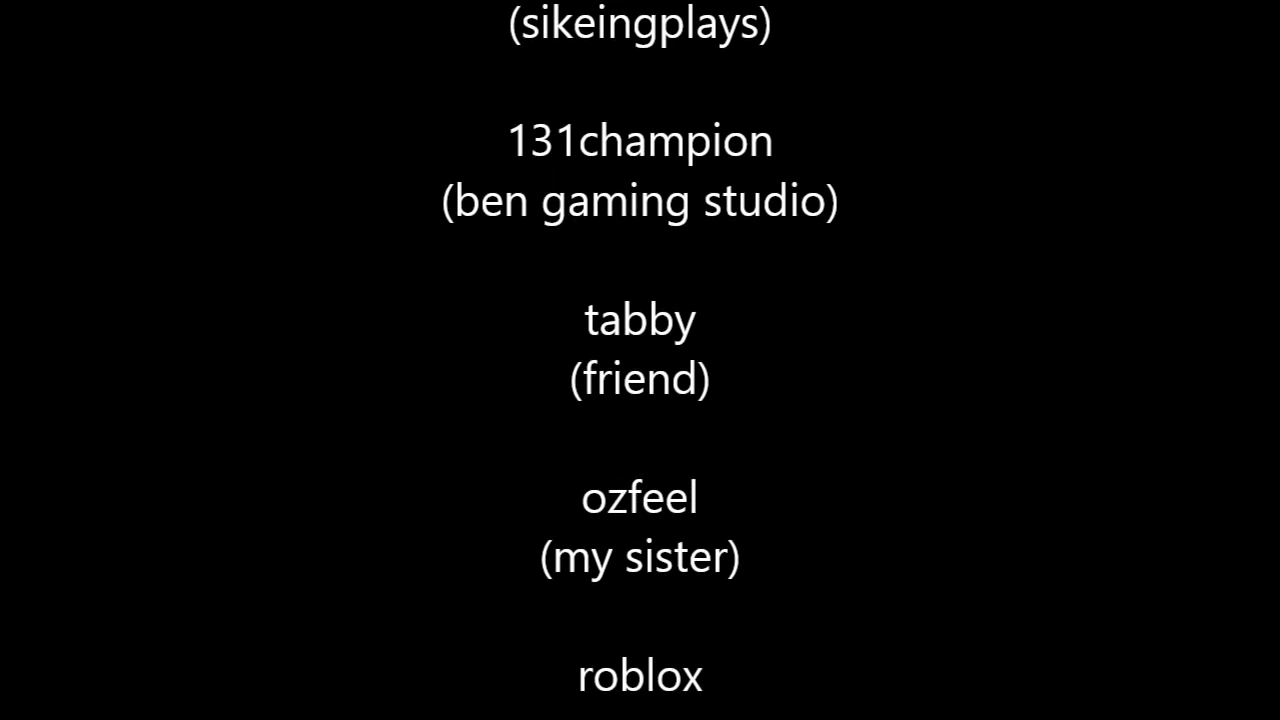 (sikeingplays)
131champion
(ben gaming studio)
tabby
(friend)
ozfeel
(my sister)
roblox